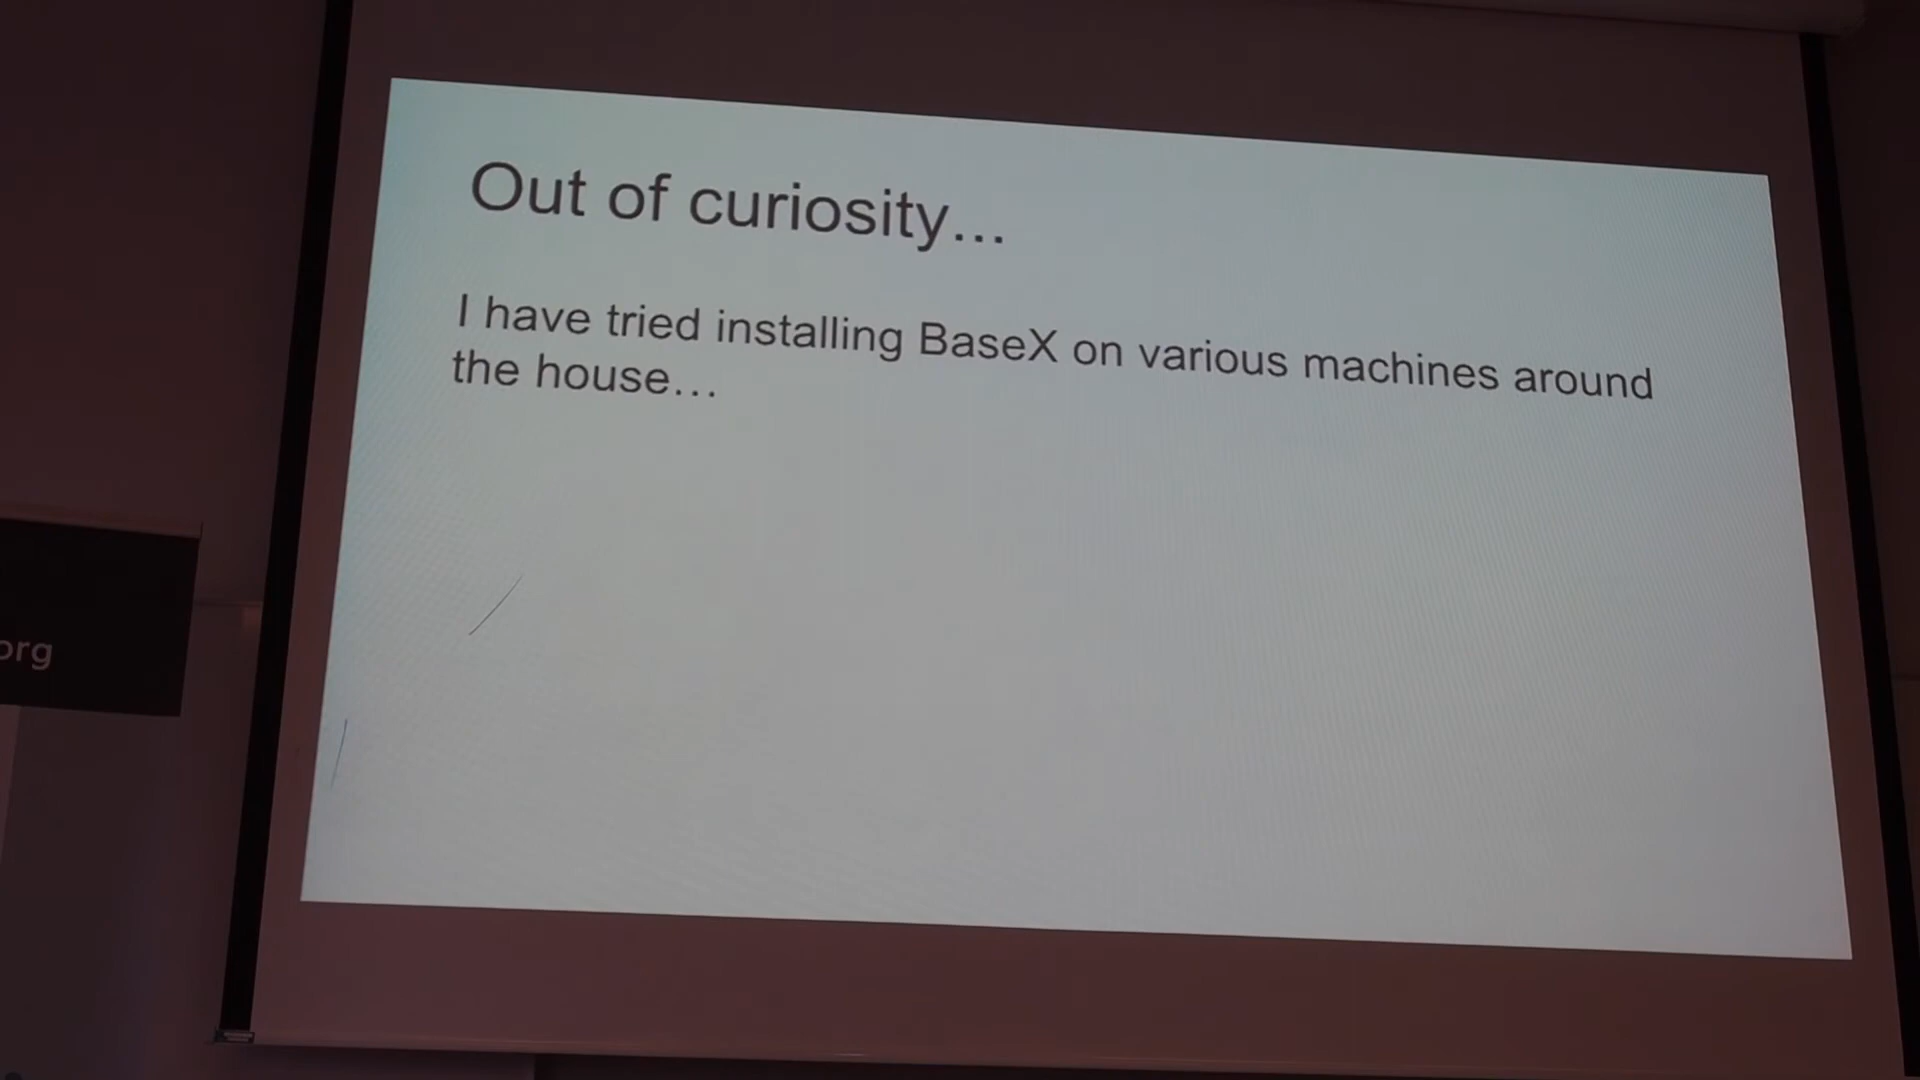 Out of curiosity...
I have tried installing BaseX on various machines around
the house...
org